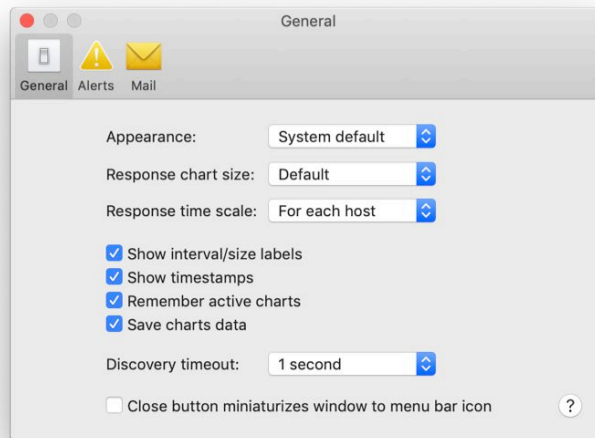 General
General Alerts Mail
Appearance: System default
Response chart size: Default
Response time scale: For each host
Show interval/size labels
Show timestamps
Remember active charts
Save charts data
Discovery timeout: 1 second
Close button miniaturizes window to menu bar icon ?